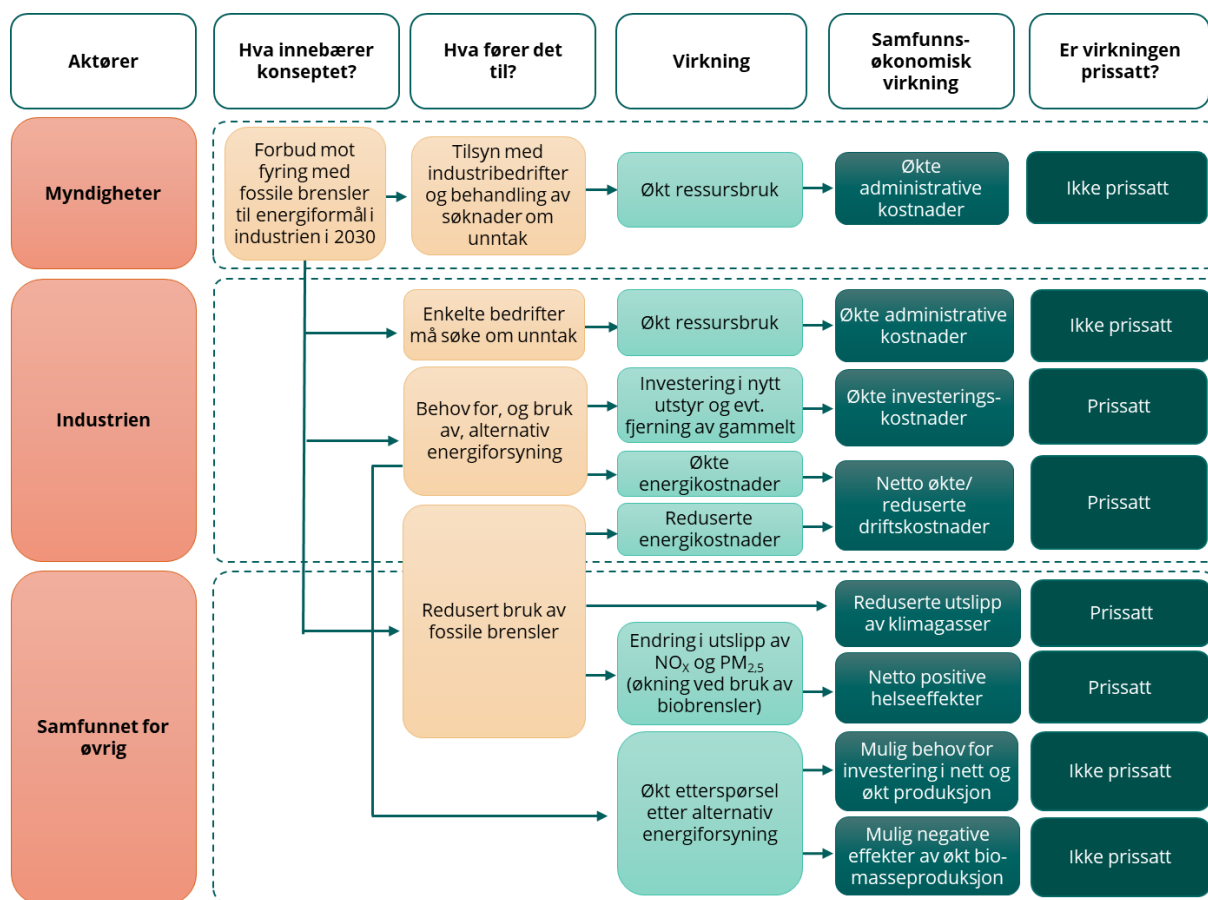 Aktører
Hva innebærer
konseptet?
Hva fører det
til?
Virkning
Samfunns-
økonomisk
virkning
Er virkningen
prissatt?
Myndigheter
Forbud mot
fyring med
fossile brensler
til energiformål i
industrien i 2030
Tilsyn med
industribedrifter
og behandling av
søknader om
unntak
Økt ressursbruk
Økte
administrative
kostnader
Ikke prissatt
Industrien
Enkelte bedrifter
må søke om unntak
Økt ressursbruk
Økte administrative
kostnader
Ikke prissatt
Behov for, og bruk
av, alternativ
energiforsyning
Investering i nytt
utstyr og evt.
fjerning av gammelt
Økte investerings-
kostnader
Prissatt
Økte
energikostnader
Netto økte/
reduserte
driftskostnader
Prissatt
Reduserte
energikostnader
Samfunnet for
øvrig
Redusert bruk av
fossile brensler
Reduserte utslipp
av klimagasser
Prissatt
Endring i utslipp av
NOX og PM2,5
(økning ved bruk av
biobrensler)
Netto positive
helseeffekter
Prissatt
Økt etterspørsel
etter alternativ
energiforsyning
Mulig behov for
investering i nett og
økt produksjon
Ikke prissatt
Mulig negative
effekter av økt bio-
masseproduksjon
Ikke prissatt